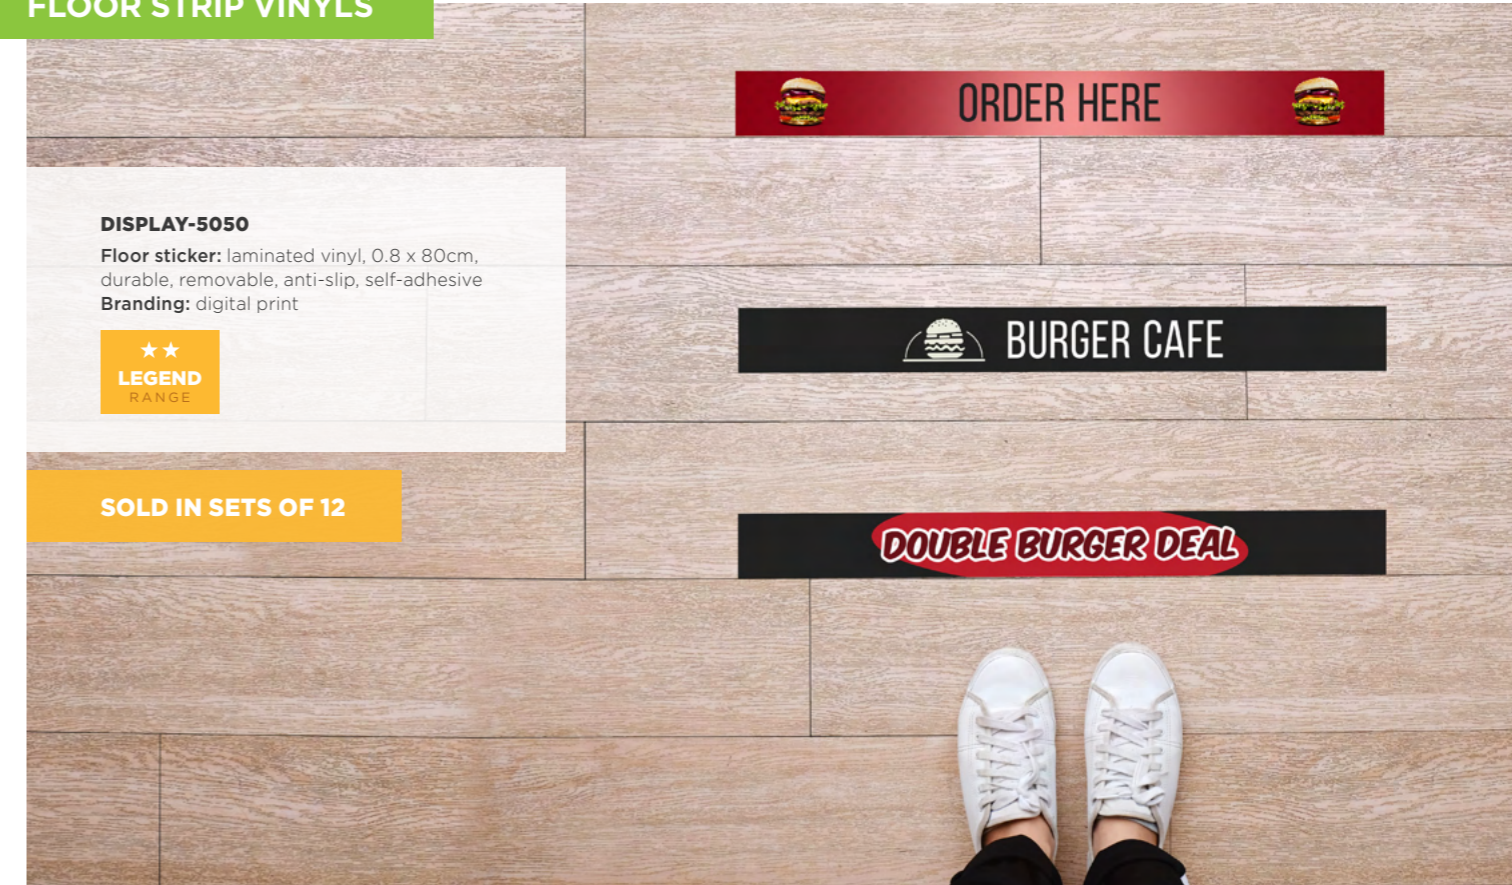 FLOOR STRIP VINYLS
ORDER HERE
DISPLAY-5050
Floor sticker: laminated vinyl, 0.8 x 80cm,
durable, removable, anti-slip, self-adhesive
Branding: digital print
LEGEND
RANGE
BURGER CAFE
SOLD IN SETS OF 12
DOUBLE BURGER DEAL